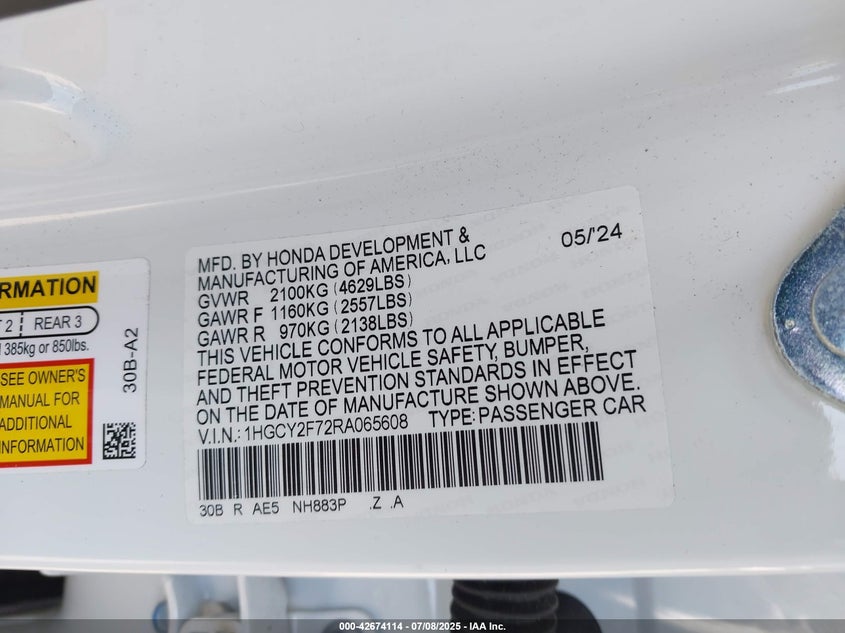 MFD. BY HONDA DEVELOPMENT &
MANUFACTURING OF AMERICA, LLC
05/'24
GVWR 2100KG (4629LBS)
GAWR F 1160KG (2557LBS)
GAWR R 970KG (2138LBS)
THIS VEHICLE CONFORMS TO ALL APPLICABLE
FEDERAL MOTOR VEHICLE SAFETY, BUMPER,
AND THEFT PREVENTION STANDARDS IN EFFECT
ON THE DATE OF MANUFACTURE SHOWN ABOVE.
V.I.N.: 1HGCY2F72RA065608 TYPE: PASSENGER CAR
30B R AE5 NH883P .Z .A
RMATION
2 REAR 3
385kg or 850lbs.
SEE OWNER'S
MANUAL FOR
ADDITIONAL
INFORMATION
30B-A2
000-42674114 - 07/08/2025 - IAA Inc.